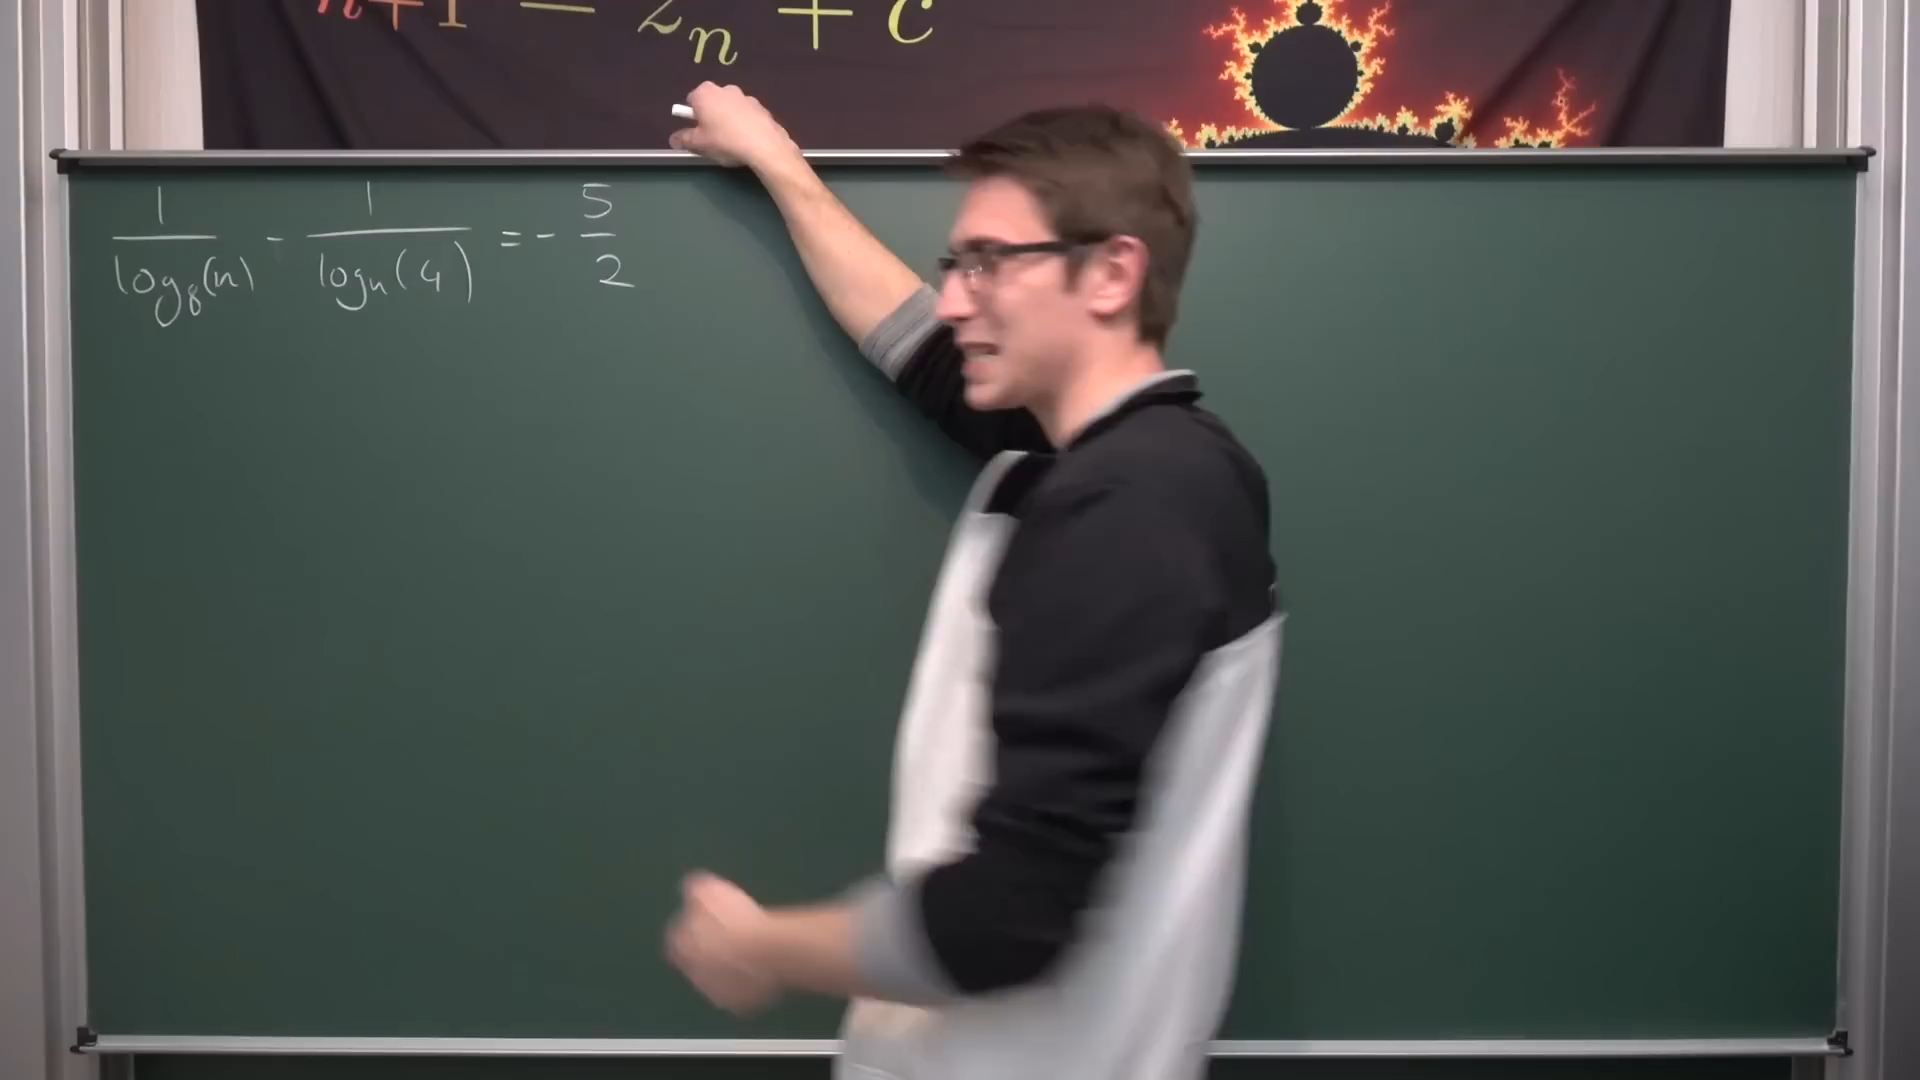 n+1 = z_n + c
1/log_8(n) - 1/log_n(4) = - 5/2